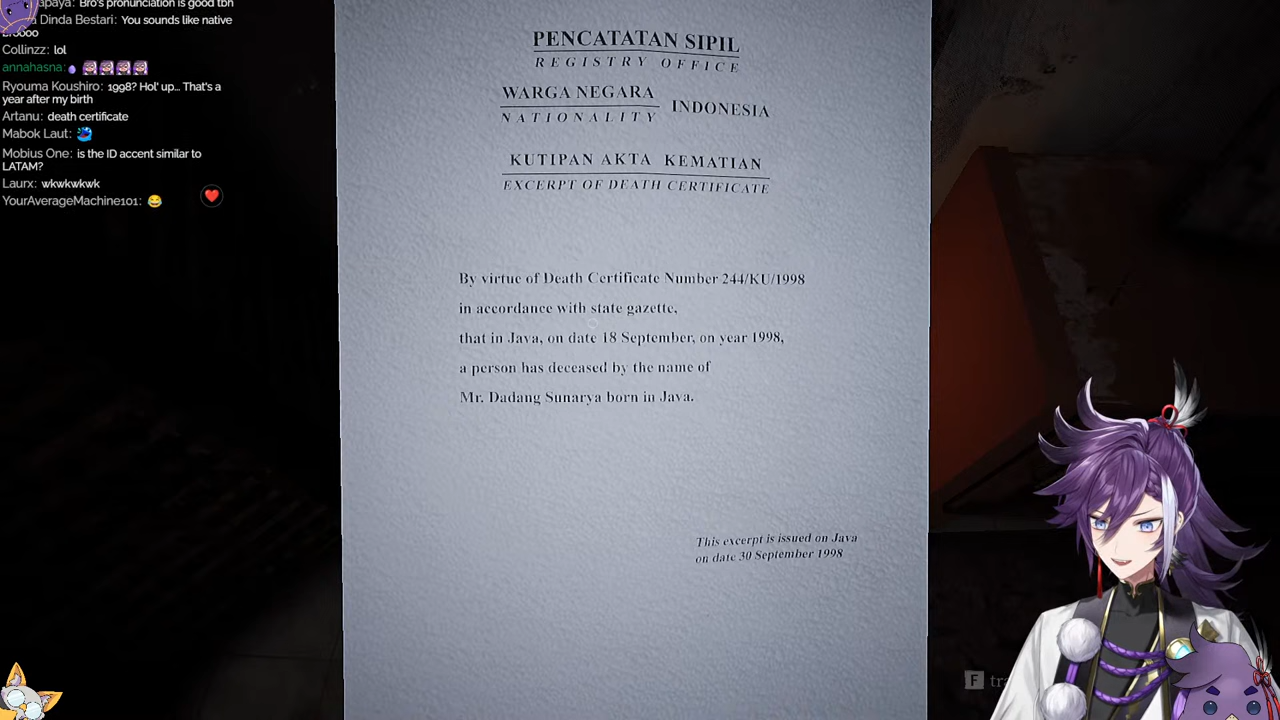 paya: Bro's pronunciation is good tbh
Dinda Bestari: You sounds like native
Collinzz: lol
annahasna:
Ryouma Koushiro: 1998? Hol' up... That's a
year after my birth
Artanu: death certificate
Mabok Laut:
Mobius One: is the ID accent similar to
LATAM?
Laurx: wkwkwkwk
YourAverageMachine101:
PENCATATAN SIPIL
REGISTRY OFFICE
WARGA NEGARA
INDONESIA
NATIONALITY
KUTIPAN AKTA KEMATIAN
EXCERPT OF DEATH CERTIFICATE
By virtue of Death Certificate Number 244/KU/1998
in accordance with state gazette,
that in Java, on date 18 September, on year 1998,
a person has deceased by the name of
Mr. Dadang Sunarya born in Java.
This excerpt is issued on Java
on date 30 September 1998
F